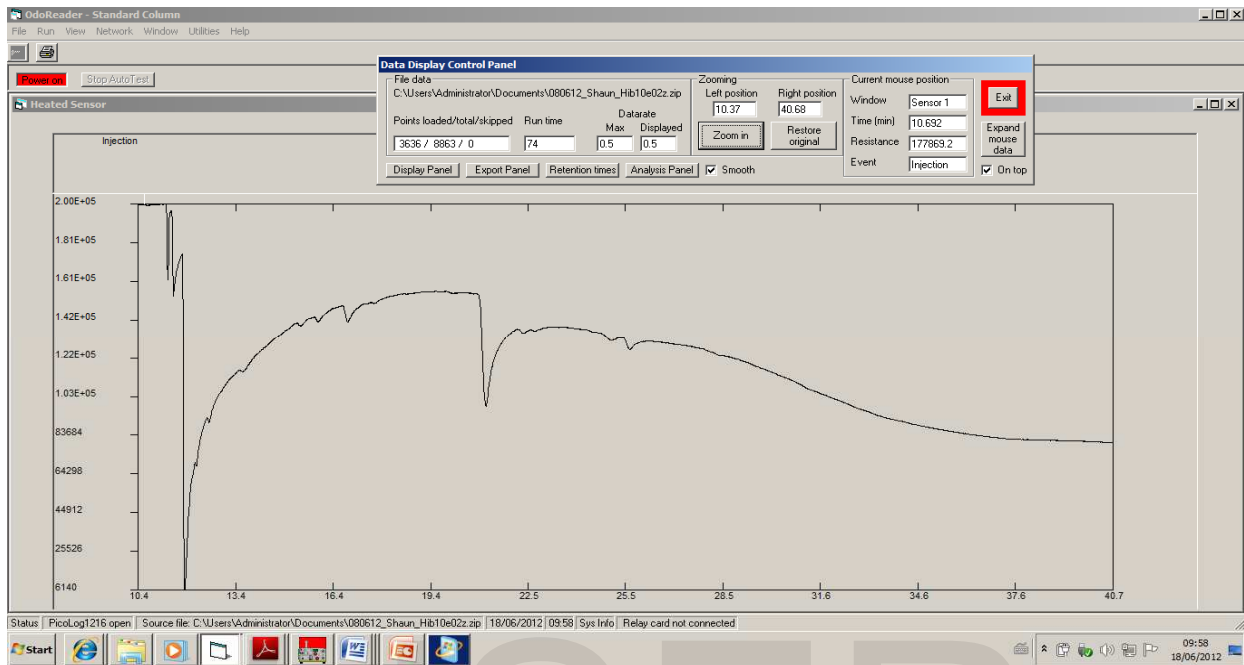 OdoReader - Standard Column
File Run View Network Window Utilities Help
Power on Stop AutoTest
Data Display Control Panel
File data
C:\Users\Administrator\Documents\080612_Shaun_Hib10e02z.zip
Points loaded/total/skipped Run time Datarate
Max Displayed
3636 / 8863 / 0 74 0.5 0.5
Zooming
Left position Right position
10.37 40.68
Zoom in Restore original
Current mouse position
Window Sensor 1
Time (min) 10.692
Resistance 177869.2
Event Injection
Exit
Expand mouse data
On top
Display Panel Export Panel Retention times Analysis Panel Smooth
Heated Sensor
Injection
2.00E+05
1.81E+05
1.61E+05
1.42E+05
1.22E+05
1.03E+05
83684
64298
44912
25526
6140
10.4 13.4 16.4 19.4 22.5 25.5 28.5 31.6 34.6 37.6 40.7
Status PicoLog1216 open Source file: C:\Users\Administrator\Documents\080612_Shaun_Hib10e02z.zip 18/06/2012 09:58 Sys Info Relay card not connected
Start
09:58
18/06/2012